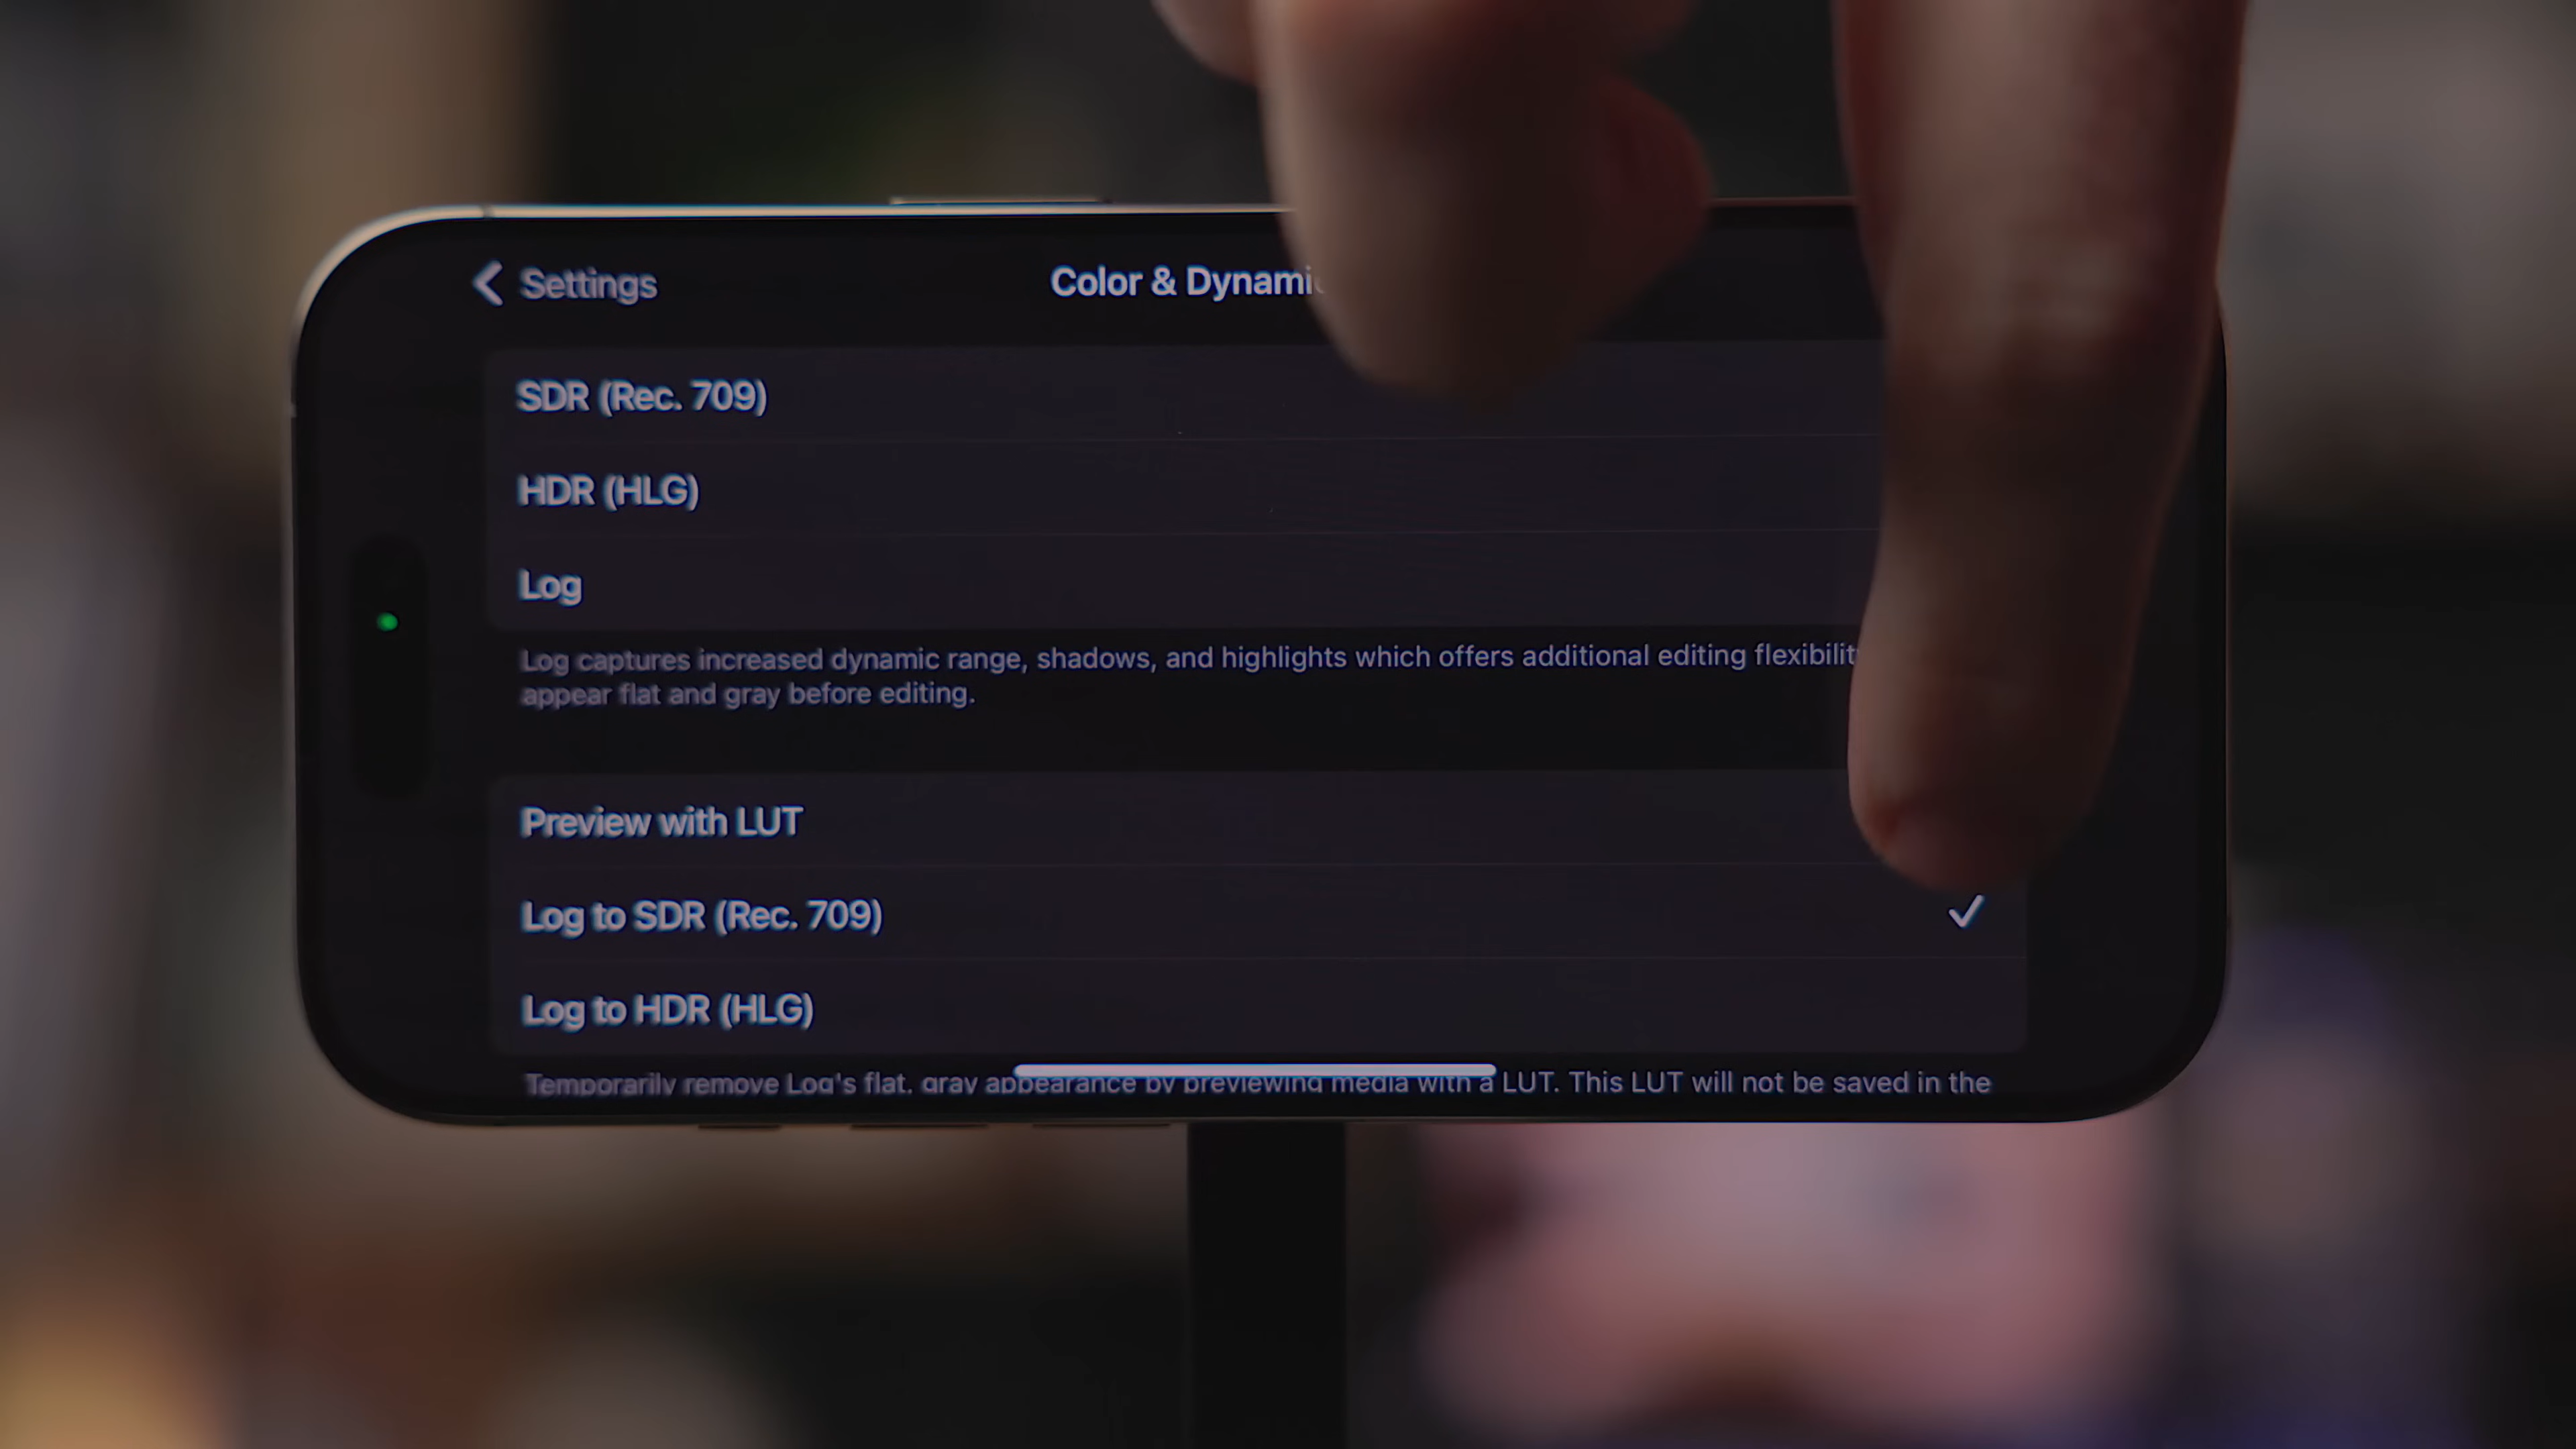 Settings
Color & Dynamic
SDR (Rec. 709)
HDR (HLG)
Log
Log captures increased dynamic range, shadows, and highlights which offers additional editing flexibilit
appear flat and gray before editing.
Preview with LUT
Log to SDR (Rec. 709)
Log to HDR (HLG)
Temporarily remove Log's flat, gray appearance by previewing media with a LUT. This LUT will not be saved in the